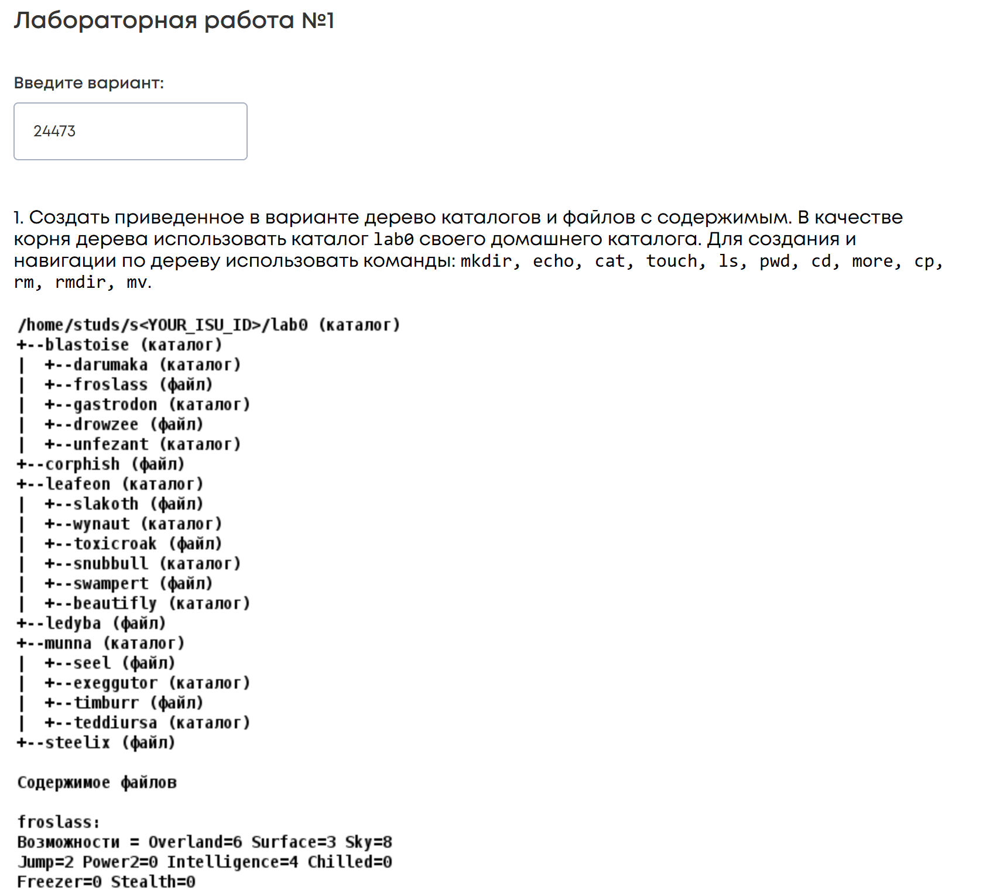 Лабораторная работа №1
Введите вариант:
24473
1. Создать приведенное в варианте дерево каталогов и файлов с содержимым. В качестве
корня дерева использовать каталог lab0 своего домашнего каталога. Для создания и
навигации по дереву использовать команды: mkdir, echo, cat, touch, ls, pwd, cd, more, cp,
rm, rmdir, mv.
/home/studs/s<YOUR_ISU_ID>/lab0 (каталог)
+--blastoise (каталог)
|  +--darumaka (каталог)
|  +--froslass (файл)
|  +--gastrodon (каталог)
|  +--drowzee (файл)
|  +--unfezant (каталог)
+--corphish (файл)
+--leafeon (каталог)
|  +--slakoth (файл)
|  +--wynaut (каталог)
|  +--toxicroak (файл)
|  +--snubbull (каталог)
|  +--swampert (файл)
|  +--beautifly (каталог)
+--ledyba (файл)
+--munna (каталог)
|  +--seel (файл)
|  +--exeggutor (каталог)
|  +--timburr (файл)
|  +--teddiursa (каталог)
+--steelix (файл)
Содержимое файлов
froslass:
Возможности = Overland=6 Surface=3 Sky=8
Jump=2 Power2=0 Intelligence=4 Chilled=0
Freezer=0 Stealth=0